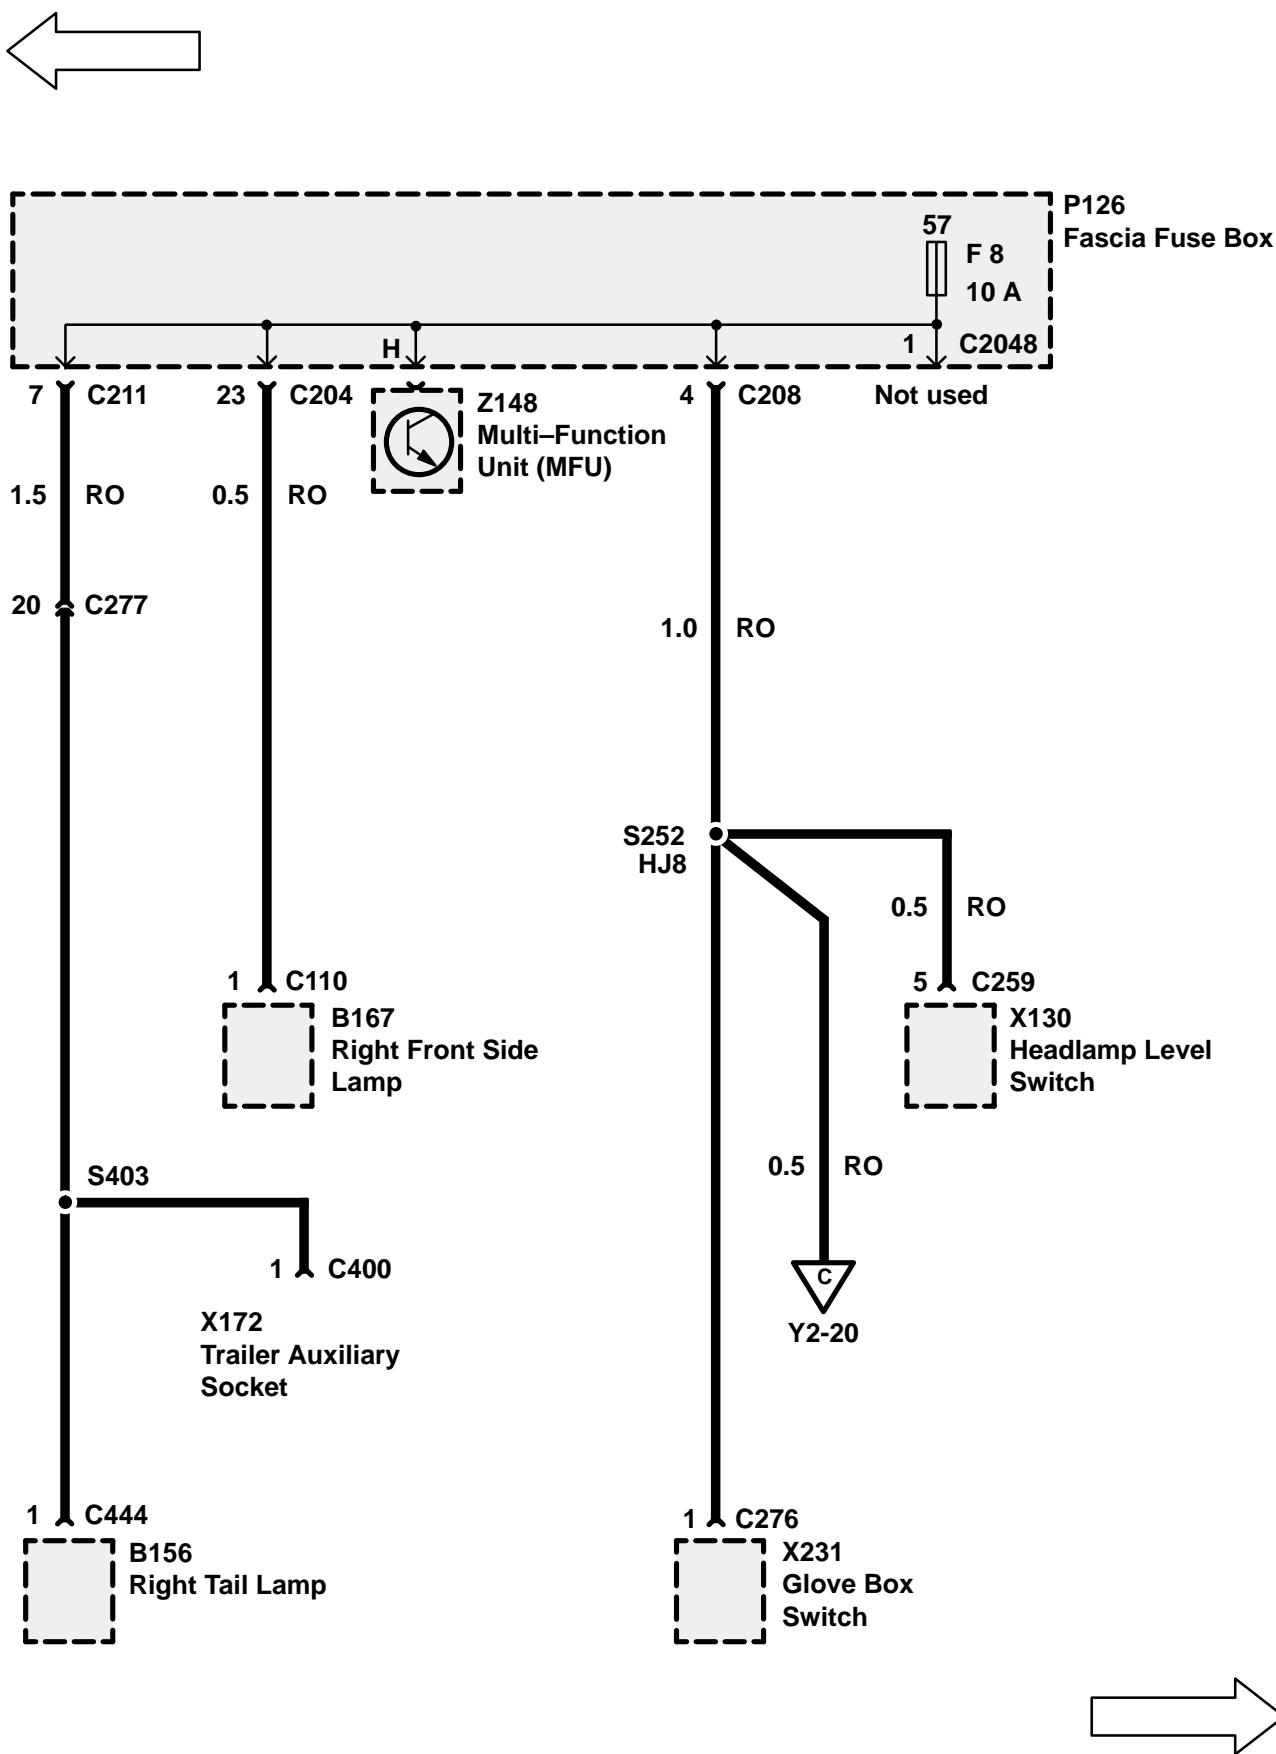 P126
Fascia Fuse Box
57
F 8
10 A
H
1 C2048
7 C211
23 C204
4 C208
Not used
Z148
Multi–Function
Unit (MFU)
1.5 RO
0.5 RO
20 C277
1.0 RO
S252
HJ8
0.5 RO
1 C110
5 C259
B167
Right Front Side
Lamp
X130
Headlamp Level
Switch
0.5 RO
S403
1 C400
C
Y2-20
X172
Trailer Auxiliary
Socket
1 C444
1 C276
B156
Right Tail Lamp
X231
Glove Box
Switch